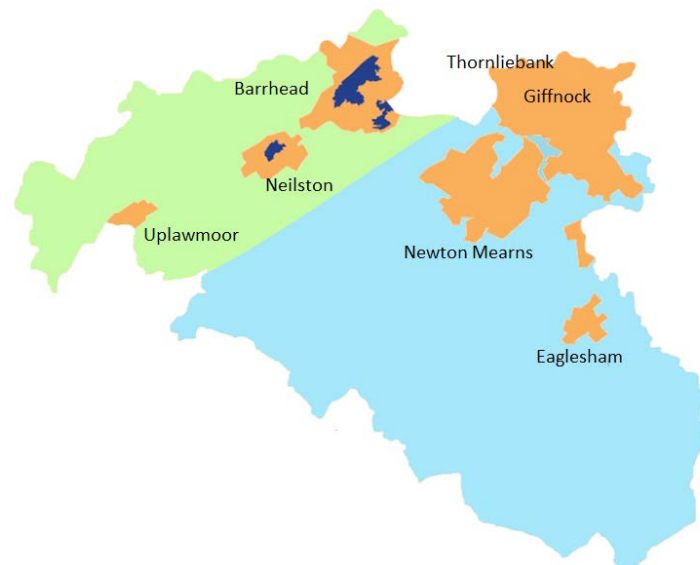 Thornliebank
Barrhead
Giffnock
Neilston
Uplawmoor
Newton Mearns
Eaglesham